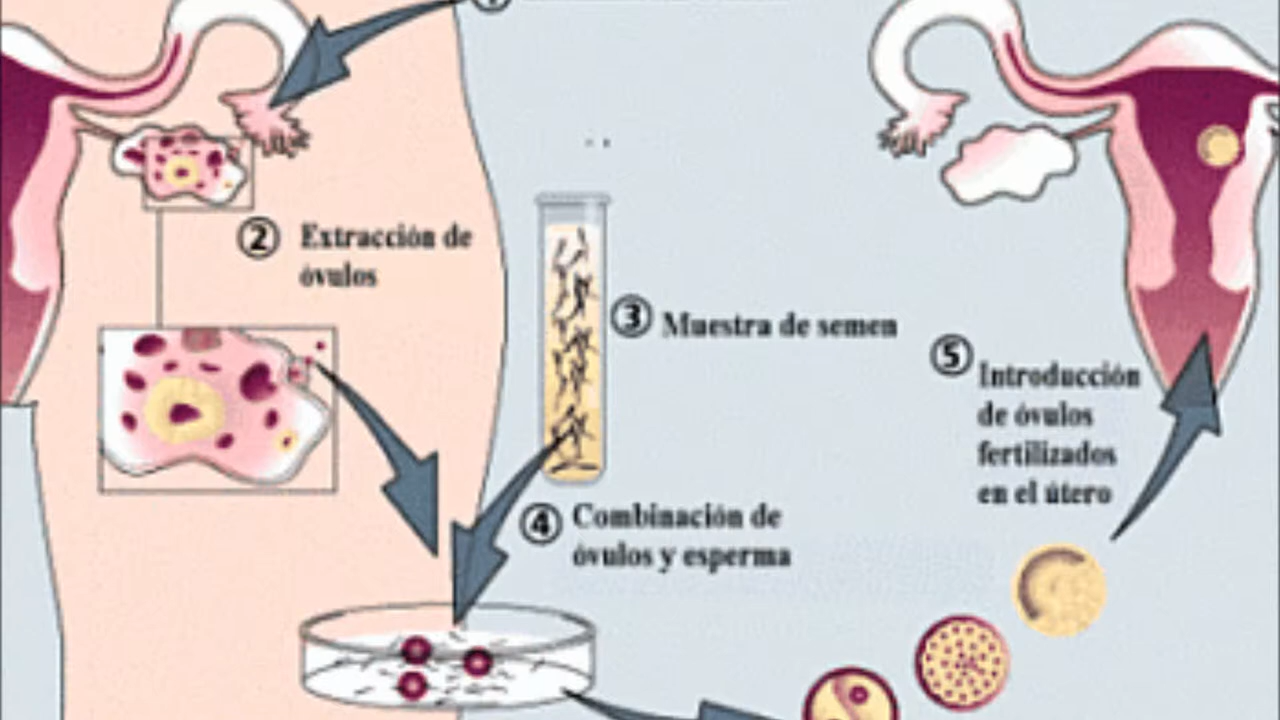 ②
Extracción de
óvulos
③
Muestra de semen
④
Combinación de
óvulos y esperma
⑤
Introducción
de óvulos
fertilizados
en el útero